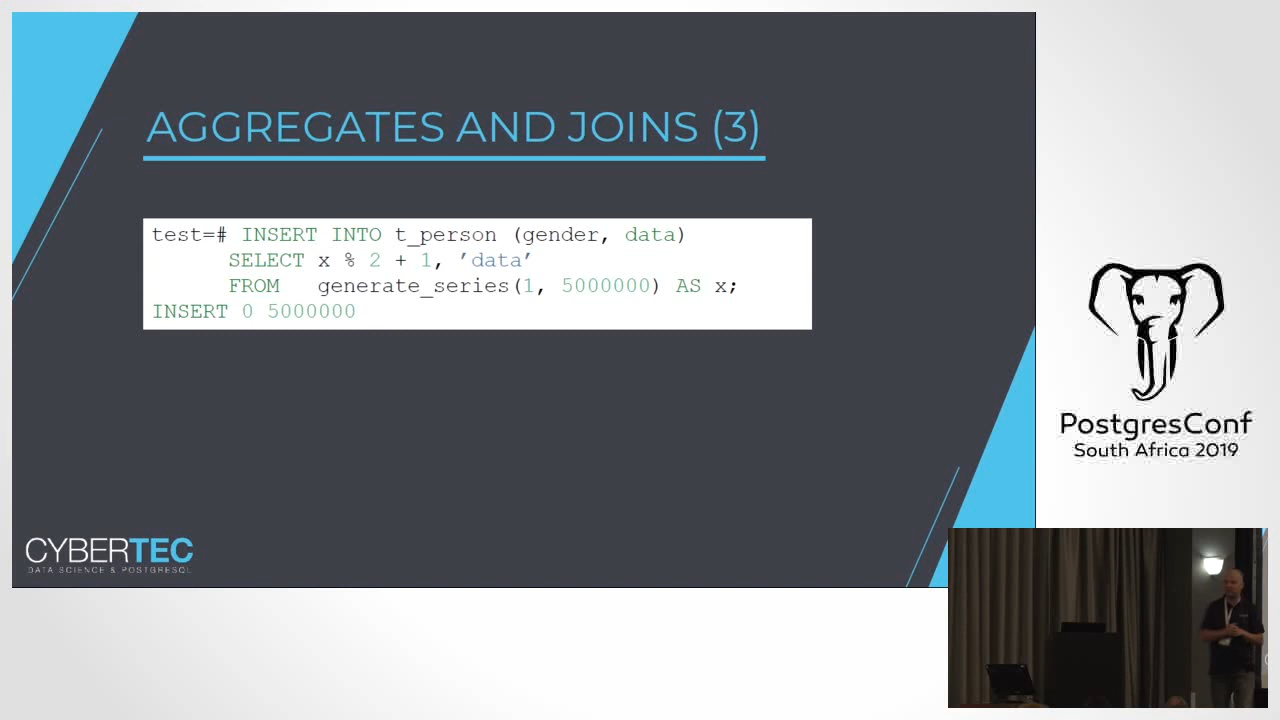 AGGREGATES AND JOINS (3)
test=# INSERT INTO t_person (gender, data)
SELECT x % 2 + 1, ’data’
FROM generate_series(1, 5000000) AS x;
INSERT 0 5000000
CYBERTEC
DATA SCIENCE & POSTGRESQL
PostgresConf
South Africa 2019